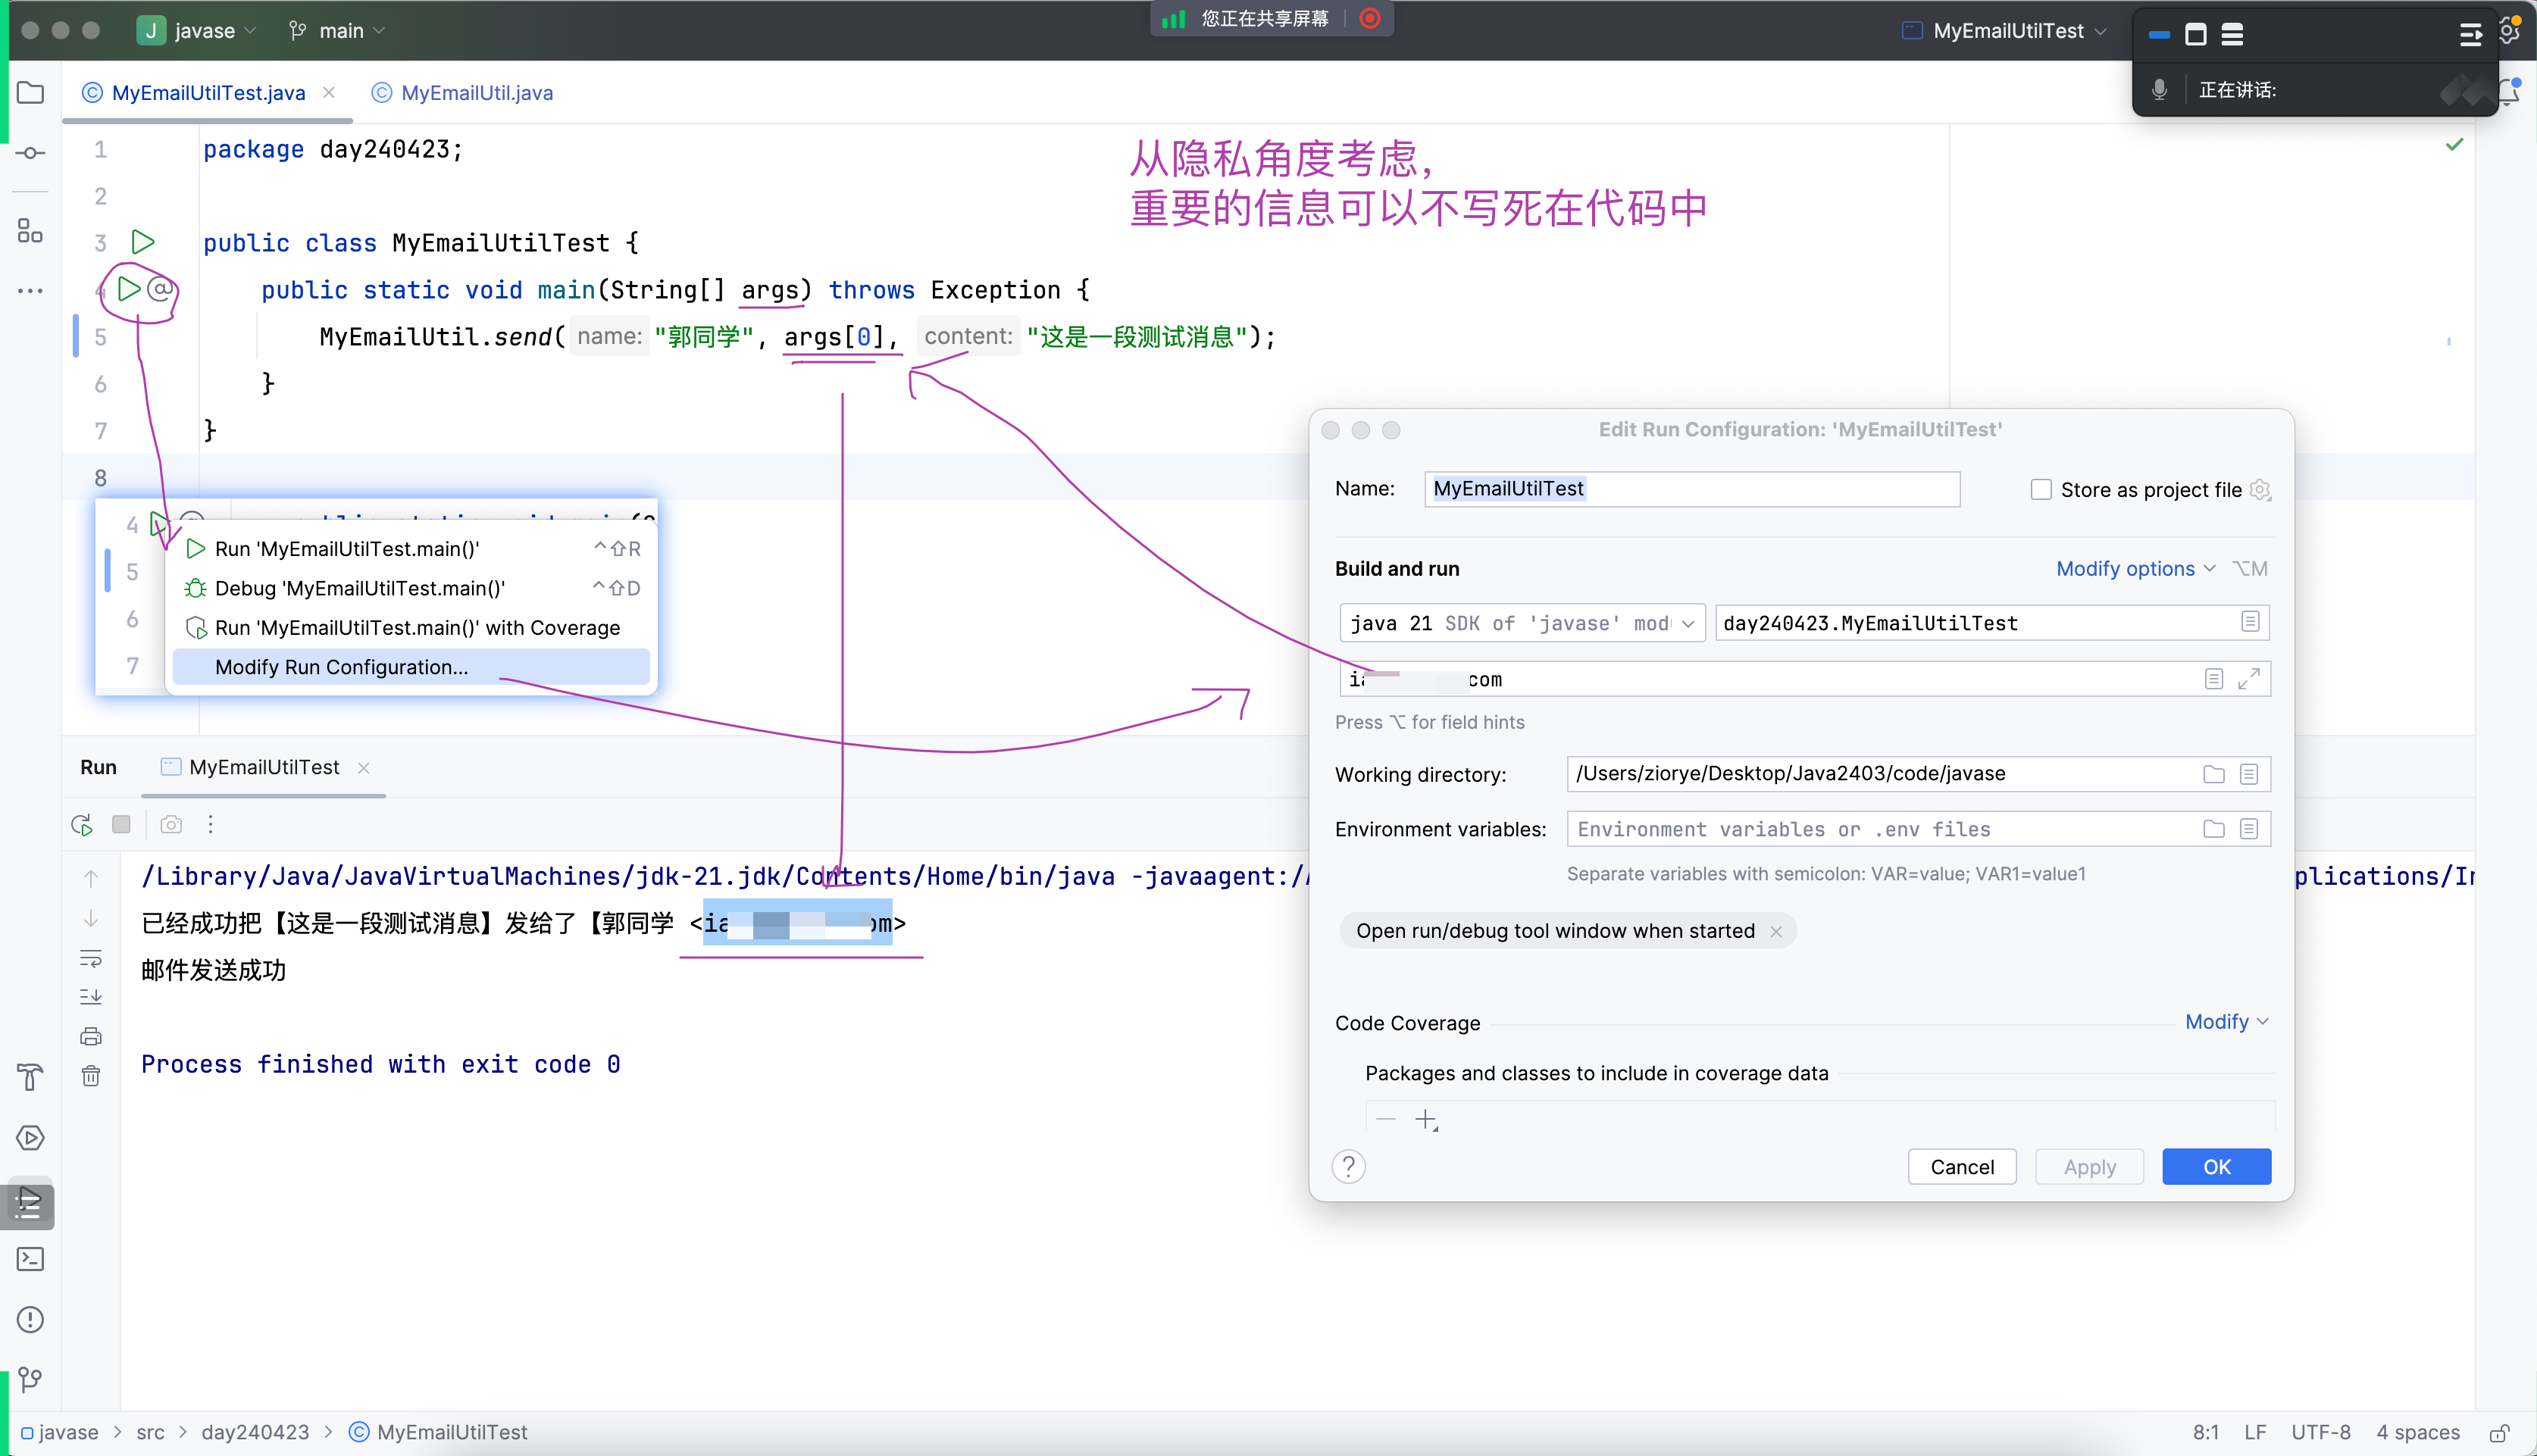 javase
main
您正在共享屏幕
MyEmailUtilTest
正在讲话:
MyEmailUtilTest.java
MyEmailUtil.java
从隐私角度考虑，
重要的信息可以不写死在代码中
1 package day240423;
2
3 public class MyEmailUtilTest {
4 public static void main(String[] args) throws Exception {
5 MyEmailUtil.send( name: "郭同学", args[0], content: "这是一段测试消息");
6 }
7 }
8
4
5
6
7
Run 'MyEmailUtilTest.main()' ^⇧R
Debug 'MyEmailUtilTest.main()' ^⇧D
Run 'MyEmailUtilTest.main()' with Coverage
Modify Run Configuration...
Edit Run Configuration: 'MyEmailUtilTest'
Name: MyEmailUtilTest
Store as project file
Build and run
Modify options ⌥M
java 21 SDK of 'javase' mod
day240423.MyEmailUtilTest
com
Press ⌥ for field hints
Working directory: /Users/ziorye/Desktop/Java2403/code/javase
Environment variables: Environment variables or .env files
Separate variables with semicolon: VAR=value; VAR1=value1
Open run/debug tool window when started
Code Coverage
Modify
Packages and classes to include in coverage data
Cancel
Apply
OK
Run
MyEmailUtilTest
/Library/Java/JavaVirtualMachines/jdk-21.jdk/Contents/Home/bin/java -javaagent:/
plications/In
已经成功把【这是一段测试消息】发给了【郭同学 <ia om>
邮件发送成功
Process finished with exit code 0
javase > src > day240423 > MyEmailUtilTest
8:1 LF UTF-8 4 spaces